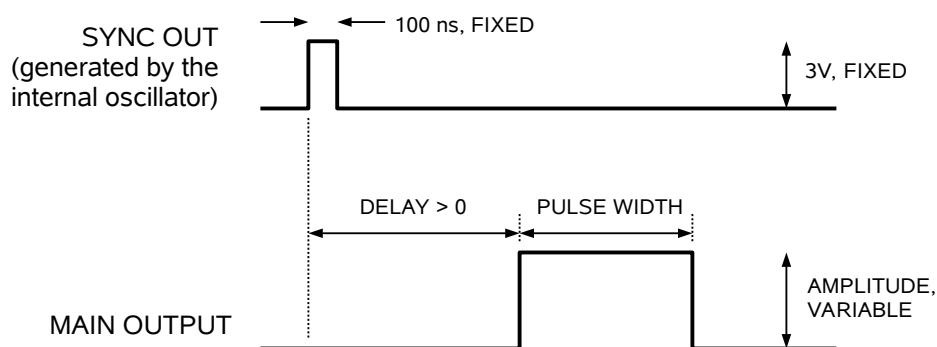 100 ns, FIXED
SYNC OUT
(generated by the
internal oscillator)
3V, FIXED
DELAY > 0
PULSE WIDTH
AMPLITUDE,
VARIABLE
MAIN OUTPUT